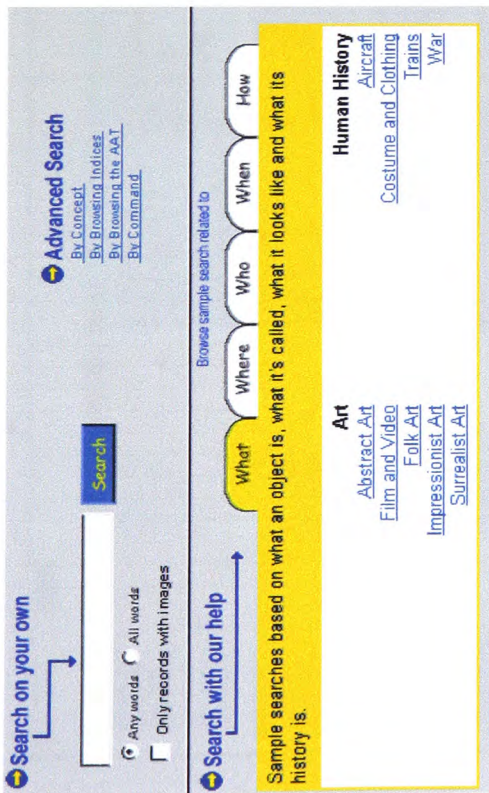 Search on your own
Search
Any words All words
Only records with images
Advanced Search
By Concept
By Browsing Indices
By Browsing the AAT
By Command
Search with our help
Browse sample search related to
What Where Who When How
Sample searches based on what an object is, what it's called, what it looks like and what its
history is.
Art
Abstract Art
Film and Video
Folk Art
Impressionist Art
Surrealist Art
Human History
Aircraft
Costume and Clothing
Trains
War